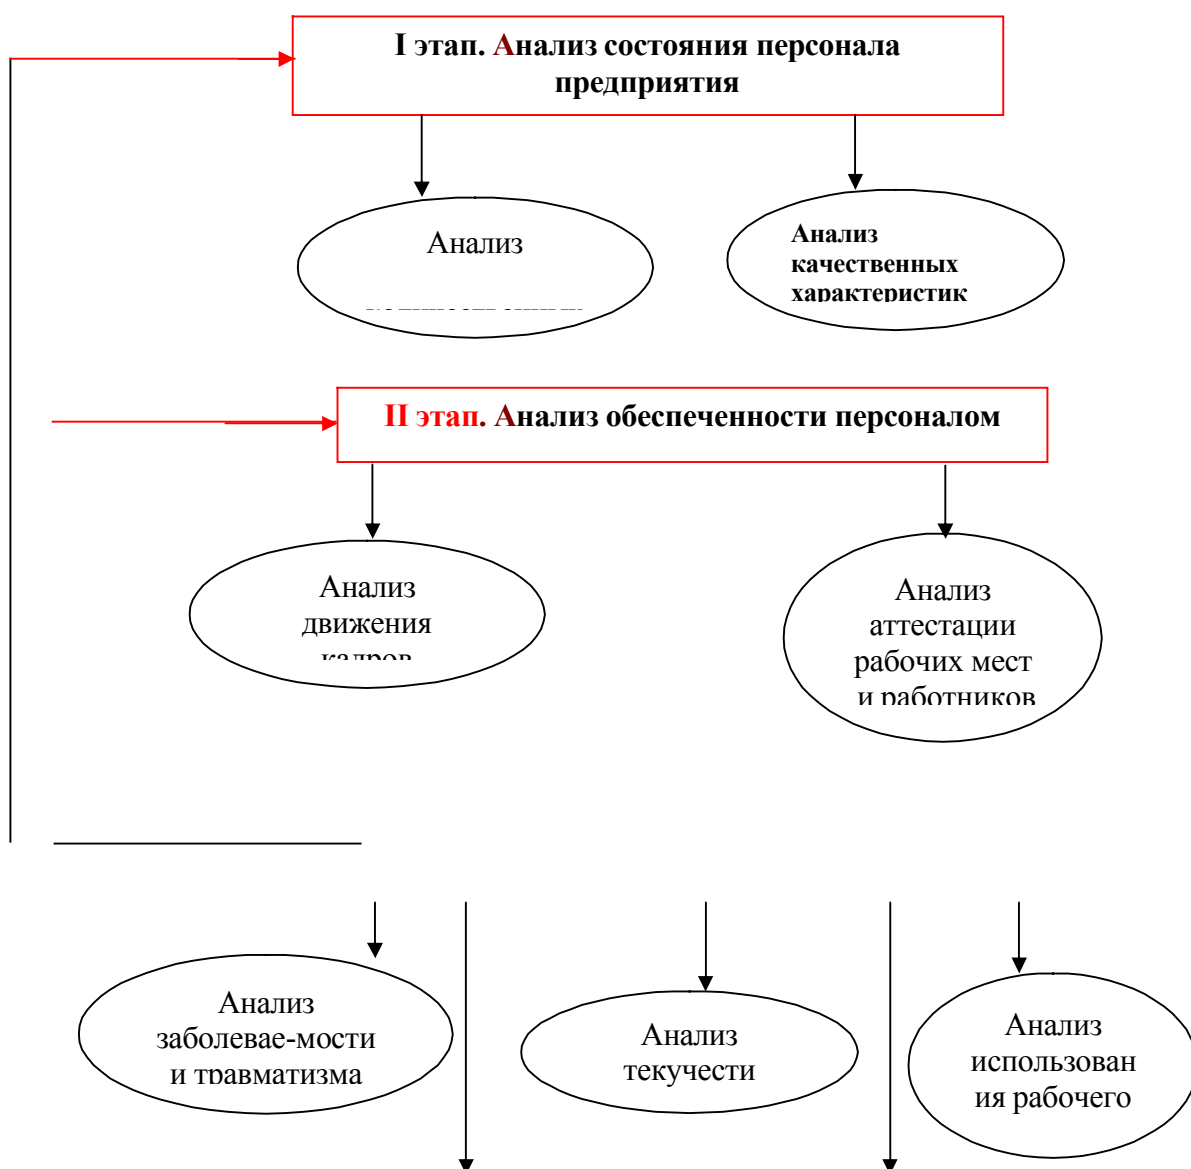 I этап. Анализ состояния персонала
предприятия
Анализ
Анализ
качественных
характеристик
II этап. Анализ обеспеченности персоналом
Анализ
движения
кадров
Анализ
аттестации
рабочих мест
и работников
Анализ
заболевае-мости
и травматизма
Анализ
текучести
Анализ
использован
ия рабочего